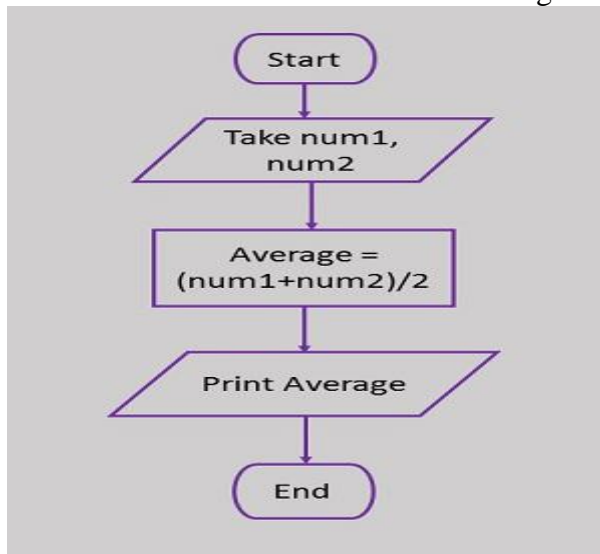 Start
Take num1,
num2
Average =
(num1+num2)/2
Print Average
End